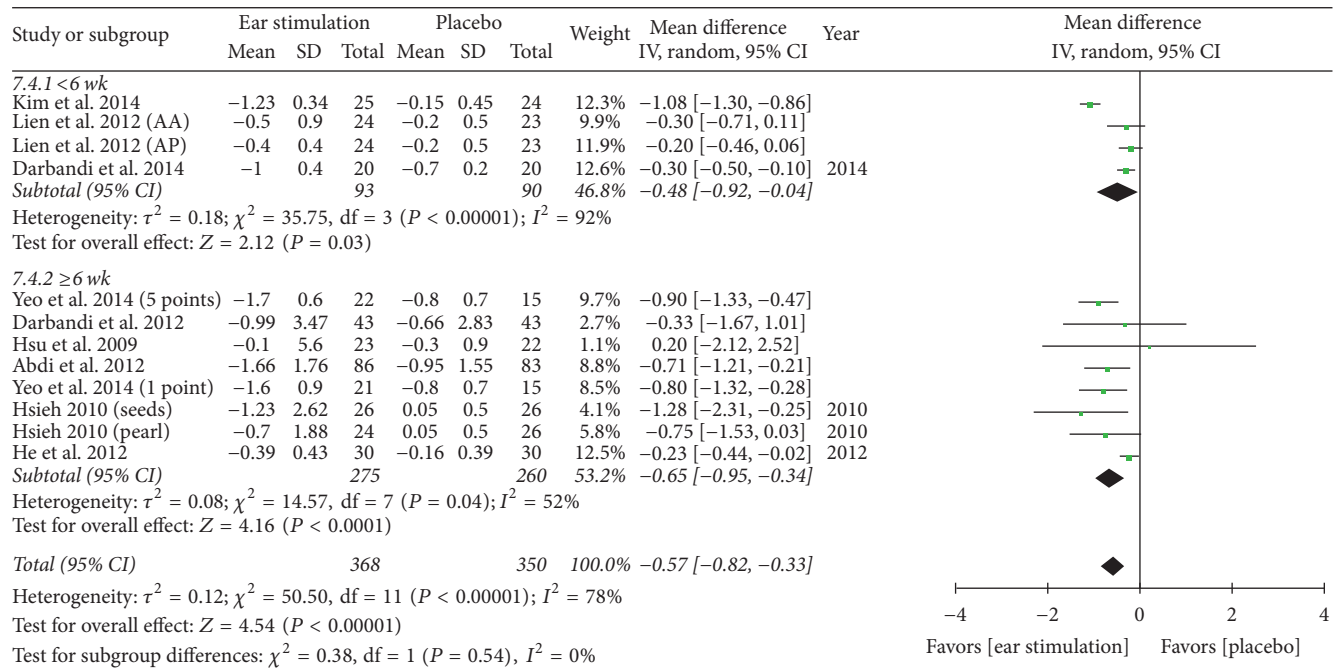 Study or subgroup Ear stimulation Placebo Weight Mean difference Year Mean difference
Mean SD Total Mean SD Total IV, random, 95% CI IV, random, 95% CI
7.4.1 <6 wk
Kim et al. 2014 −1.23 0.34 25 −0.15 0.45 24 12.3% −1.08 [−1.30, −0.86]
Lien et al. 2012 (AA) −0.5 0.9 24 −0.2 0.5 23 9.9% −0.30 [−0.71, 0.11]
Lien et al. 2012 (AP) −0.4 0.4 24 −0.2 0.5 23 11.9% −0.20 [−0.46, 0.06]
Darbandi et al. 2014 −1 0.4 20 −0.7 0.2 20 12.6% −0.30 [−0.50, −0.10] 2014
Subtotal (95% CI) 93 90 46.8% −0.48 [−0.92, −0.04]
Heterogeneity: τ² = 0.18; χ² = 35.75, df = 3 (P < 0.00001); I² = 92%
Test for overall effect: Z = 2.12 (P = 0.03)
7.4.2 ≥6 wk
Yeo et al. 2014 (5 points) −1.7 0.6 22 −0.8 0.7 15 9.7% −0.90 [−1.33, −0.47]
Darbandi et al. 2012 −0.99 3.47 43 −0.66 2.83 43 2.7% −0.33 [−1.67, 1.01]
Hsu et al. 2009 −0.1 5.6 23 −0.3 0.9 22 1.1% 0.20 [−2.12, 2.52]
Abdi et al. 2012 −1.66 1.76 86 −0.95 1.55 83 8.8% −0.71 [−1.21, −0.21]
Yeo et al. 2014 (1 point) −1.6 0.9 21 −0.8 0.7 15 8.5% −0.80 [−1.32, −0.28]
Hsieh 2010 (seeds) −1.23 2.62 26 0.05 0.5 26 4.1% −1.28 [−2.31, −0.25] 2010
Hsieh 2010 (pearl) −0.7 1.88 24 0.05 0.5 26 5.8% −0.75 [−1.53, 0.03] 2010
He et al. 2012 −0.39 0.43 30 −0.16 0.39 30 12.5% −0.23 [−0.44, −0.02] 2012
Subtotal (95% CI) 275 260 53.2% −0.65 [−0.95, −0.34]
Heterogeneity: τ² = 0.08; χ² = 14.57, df = 7 (P = 0.04); I² = 52%
Test for overall effect: Z = 4.16 (P < 0.0001)
Total (95% CI) 368 350 100.0% −0.57 [−0.82, −0.33]
Heterogeneity: τ² = 0.12; χ² = 50.50, df = 11 (P < 0.00001); I² = 78%
Test for overall effect: Z = 4.54 (P < 0.00001)
Test for subgroup differences: χ² = 0.38, df = 1 (P = 0.54), I² = 0%
−4 −2 0 2 4
Favors [ear stimulation] Favors [placebo]